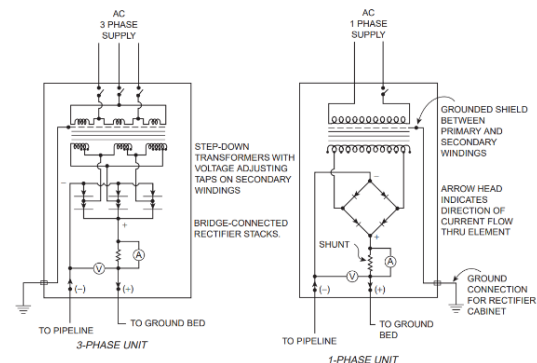 AC
3 PHASE
SUPPLY
AC
1 PHASE
SUPPLY
STEP-DOWN
TRANSFORMERS WITH
VOLTAGE ADJUSTING
TAPS ON SECONDARY
WINDINGS
BRIDGE-CONNECTED
RECTIFIER STACKS.
GROUNDED SHIELD
BETWEEN
PRIMARY AND
SECONDARY
WINDINGS
ARROW HEAD
INDICATES
DIRECTION OF
CURRENT FLOW
THRU ELEMENT
−
+
A
V
(−)
(+)
TO PIPELINE
TO GROUND BED
3-PHASE UNIT
−
+
SHUNT
A
V
(−)
(+)
GROUND
CONNECTION
FOR RECTIFIER
CABINET
TO PIPELINE
TO GROUND
BED
1-PHASE UNIT